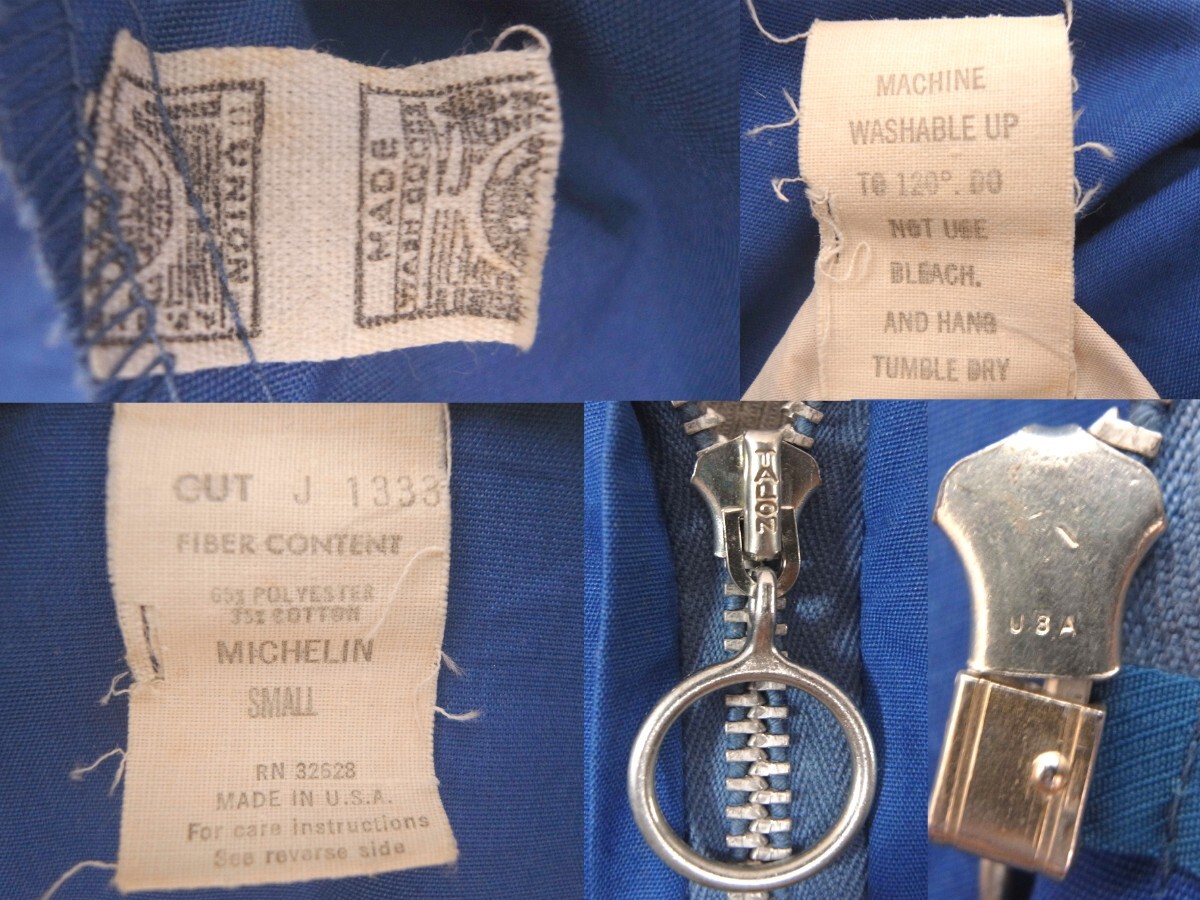 UNION
MADE
MACHINE
WASHABLE UP
TO 120°. DO
NOT USE
BLEACH.
AND HANG
TUMBLE DRY
CUT J 1333
FIBER CONTENT
65% POLYESTER
35% COTTON
MICHELIN
SMALL
RN 32628
MADE IN U.S.A.
For care instructions
See reverse side
TALON
USA